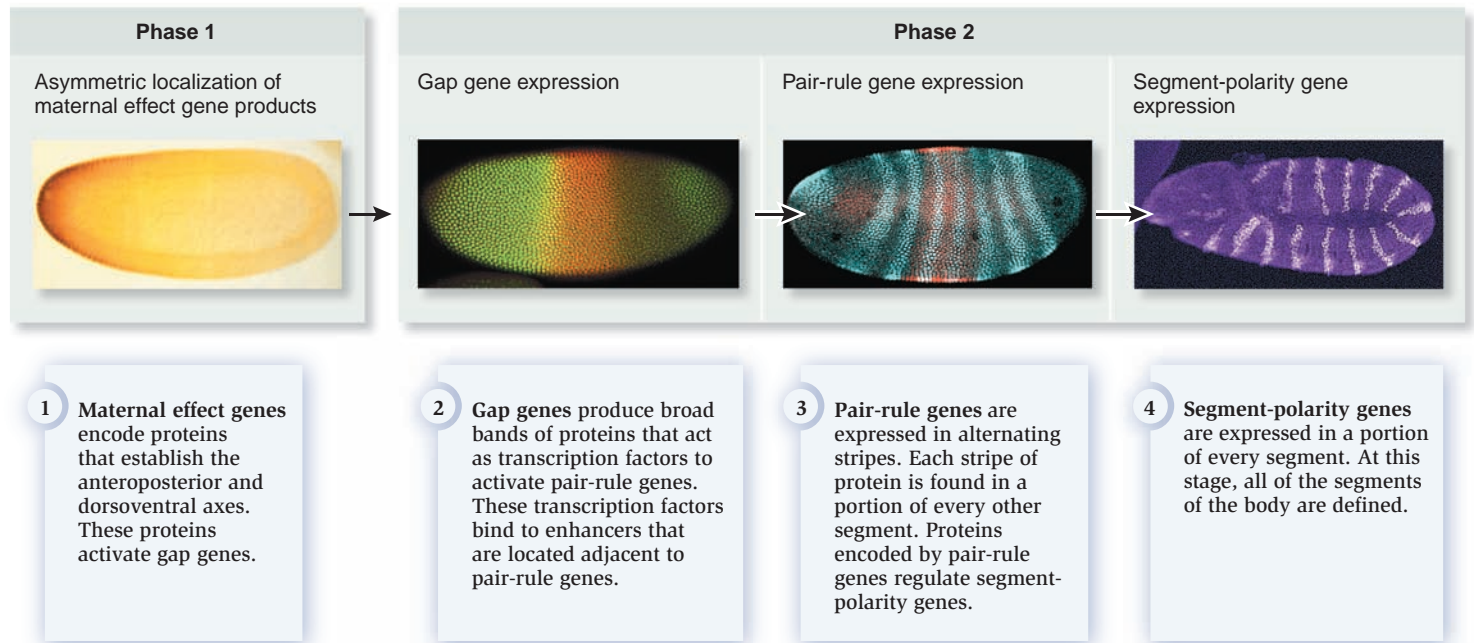 Phase 1
Phase 2
Asymmetric localization of
maternal effect gene products
Gap gene expression
Pair-rule gene expression
Segment-polarity gene
expression
1
Maternal effect genes
encode proteins
that establish the
anteroposterior and
dorsoventral axes.
These proteins
activate gap genes.
2
Gap genes produce broad
bands of proteins that act
as transcription factors to
activate pair-rule genes.
These transcription factors
bind to enhancers that
are located adjacent to
pair-rule genes.
3
Pair-rule genes are
expressed in alternating
stripes. Each stripe of
protein is found in a
portion of every other
segment. Proteins
encoded by pair-rule
genes regulate segment-
polarity genes.
4
Segment-polarity genes
are expressed in a portion
of every segment. At this
stage, all of the segments
of the body are defined.